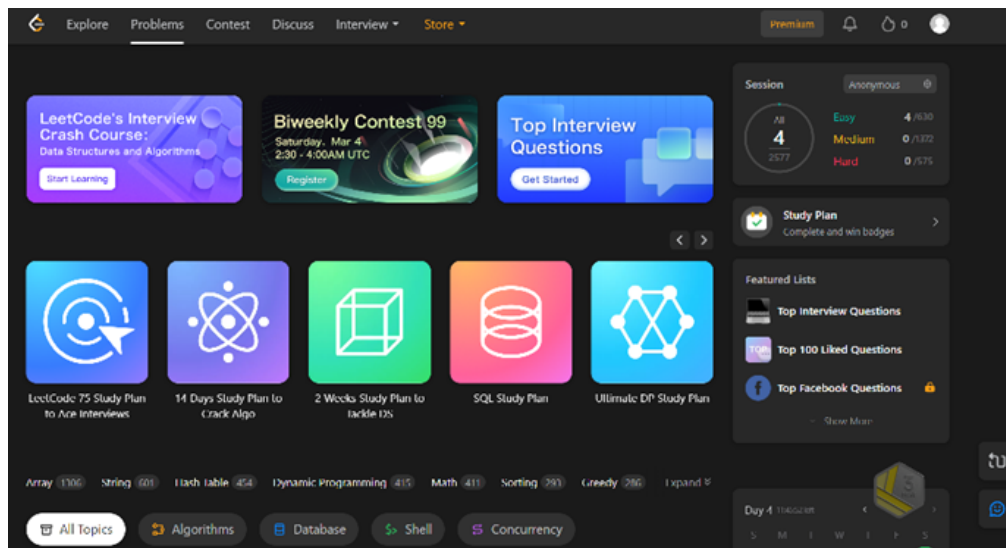 Explore Problems Contest Discuss Interview Store Premium 0
LeetCode's Interview
Crash Course:
Data Structures and Algorithms
Start Learning
Biweekly Contest 99
Saturday, Mar 4
2:30 - 4:00AM UTC
Register
Top Interview
Questions
Get Started
Session Anonymous
All
4
2577
Easy 4 /630
Medium 0 /1372
Hard 0 /575
Study Plan
Complete and win badges
LeetCode 75 Study Plan
to Ace Interviews
14 Days Study Plan to
Crack Algo
2 Weeks Study Plan to
Tackle DS
SQL Study Plan
Ultimate DP Study Plan
Featured Lists
Top Interview Questions
TOP
Top 100 Liked Questions
f Top Facebook Questions
Show More
Array 1306 String 601 Hash Table 454 Dynamic Programming 415 Math 411 Sorting 293 Greedy 286 Expand
All Topics Algorithms Database Shell Concurrency
Day 4
S M T W T F S